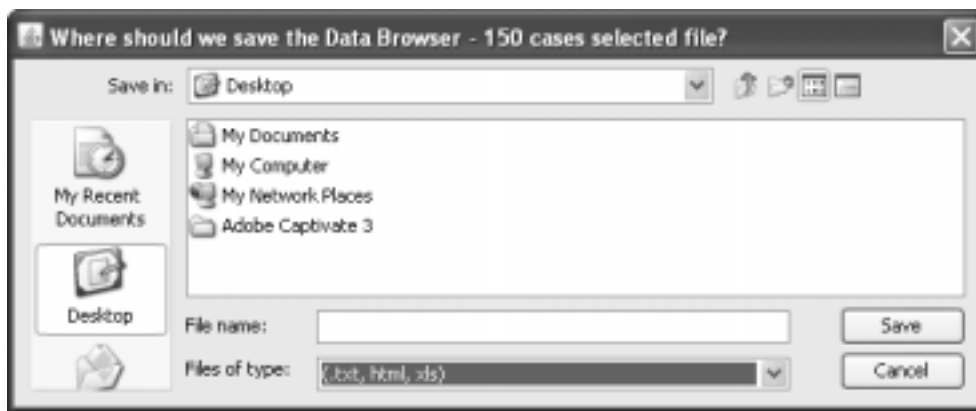 Where should we save the Data Browser - 150 cases selected file?
Save in:
Desktop
My Recent Documents
Desktop
My Documents
My Computer
My Network Places
Adobe Captivate 3
File name:
Save
Files of type:
(.txt, html, xls)
Cancel